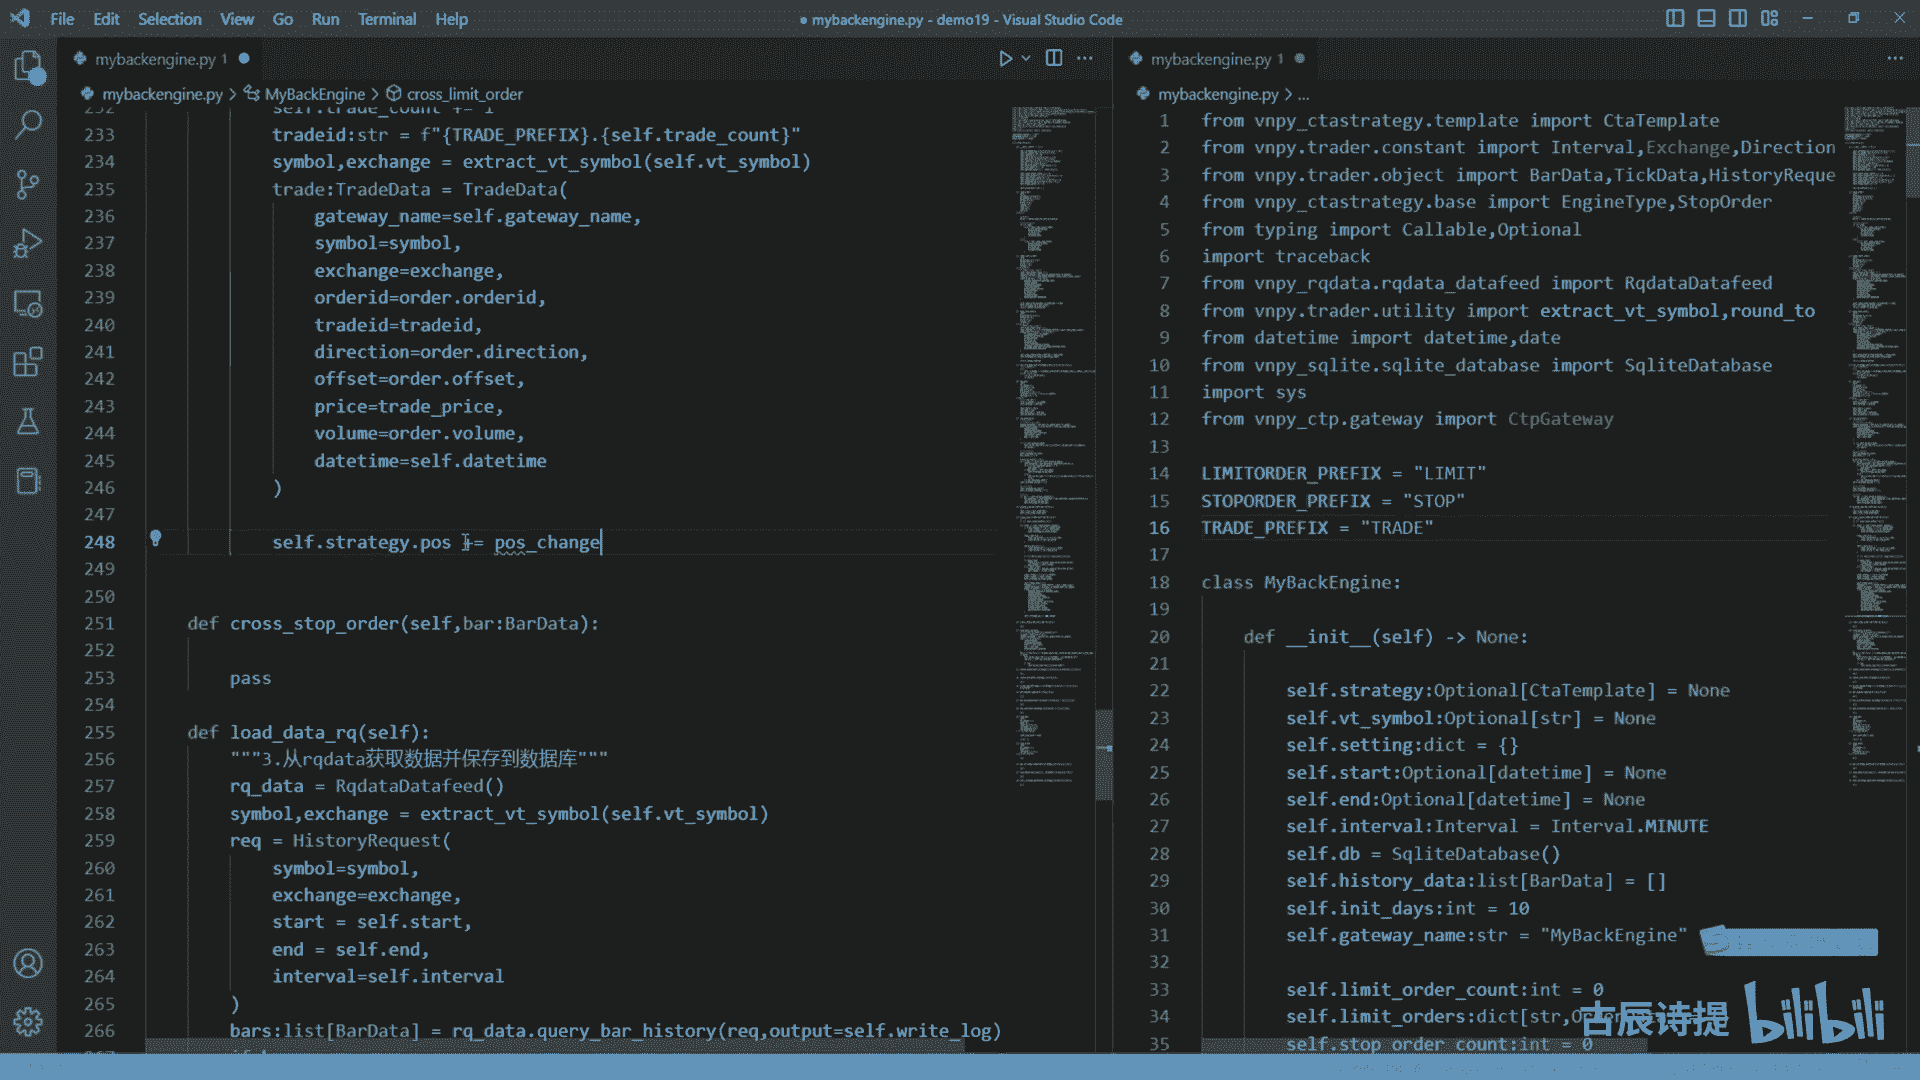 File Edit Selection View Go Run Terminal Help
● mybackengine.py - demo19 - Visual Studio Code
mybackengine.py 1
mybackengine.py > MyBackEngine > cross_limit_order
232 self.trade_count += 1
233 tradeid:str = f"{TRADE_PREFIX}.{self.trade_count}"
234 symbol,exchange = extract_vt_symbol(self.vt_symbol)
235 trade:TradeData = TradeData(
236 gateway_name=self.gateway_name,
237 symbol=symbol,
238 exchange=exchange,
239 orderid=order.orderid,
240 tradeid=tradeid,
241 direction=order.direction,
242 offset=order.offset,
243 price=trade_price,
244 volume=order.volume,
245 datetime=self.datetime
246 )
247
248 self.strategy.pos += pos_change
249
250
251 def cross_stop_order(self,bar:BarData):
252
253 pass
254
255 def load_data_rq(self):
256 """3.从rqdata获取数据并保存到数据库"""
257 rq_data = RqdataDatafeed()
258 symbol,exchange = extract_vt_symbol(self.vt_symbol)
259 req = HistoryRequest(
260 symbol=symbol,
261 exchange=exchange,
262 start = self.start,
263 end = self.end,
264 interval=self.interval
265 )
266 bars:list[BarData] = rq_data.query_bar_history(req,output=self.write_log)
mybackengine.py 1
mybackengine.py > ...
1 from vnpy_ctastrategy.template import CtaTemplate
2 from vnpy.trader.constant import Interval,Exchange,Direction
3 from vnpy.trader.object import BarData,TickData,HistoryReque
4 from vnpy_ctastrategy.base import EngineType,StopOrder
5 from typing import Callable,Optional
6 import traceback
7 from vnpy_rqdata.rqdata_datafeed import RqdataDatafeed
8 from vnpy.trader.utility import extract_vt_symbol,round_to
9 from datetime import datetime,date
10 from vnpy_sqlite.sqlite_database import SqliteDatabase
11 import sys
12 from vnpy_ctp.gateway import CtpGateway
13
14 LIMITORDER_PREFIX = "LIMIT"
15 STOPORDER_PREFIX = "STOP"
16 TRADE_PREFIX = "TRADE"
17
18 class MyBackEngine:
19
20 def __init__(self) -> None:
21
22 self.strategy:Optional[CtaTemplate] = None
23 self.vt_symbol:Optional[str] = None
24 self.setting:dict = {}
25 self.start:Optional[datetime] = None
26 self.end:Optional[datetime] = None
27 self.interval:Interval = Interval.MINUTE
28 self.db = SqliteDatabase()
29 self.history_data:list[BarData] = []
30 self.init_days:int = 10
31 self.gateway_name:str = "MyBackEngine"
32
33 self.limit_order_count:int = 0
34 self.limit_orders:dict[str,
35 self.stop_order_count:int = 0
古辰诗提
bilibili